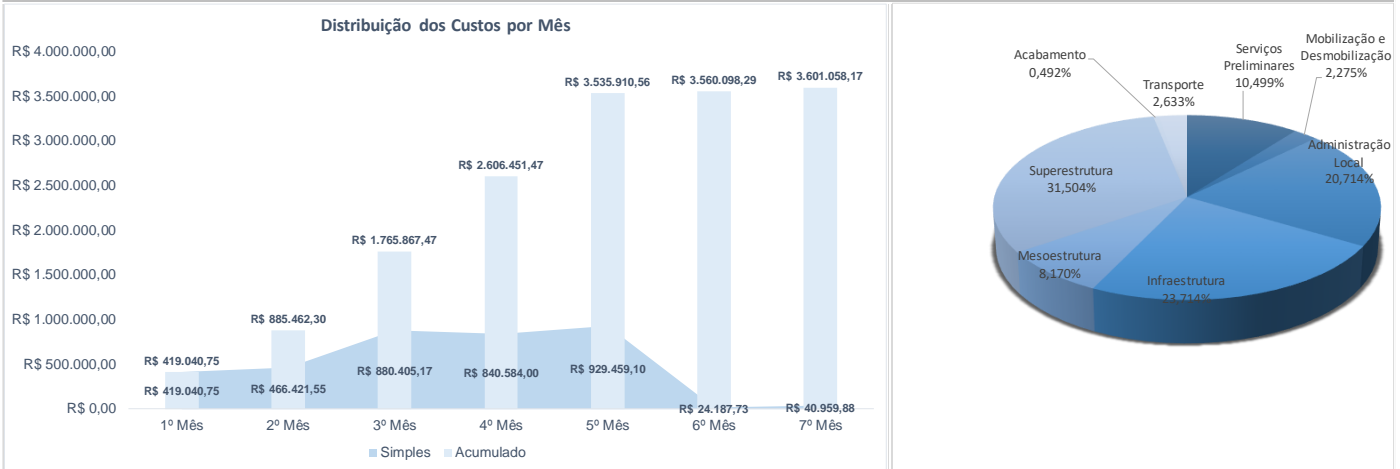 Distribuição dos Custos por Mês
R$ 4.000.000,00
R$ 3.500.000,00
R$ 3.000.000,00
R$ 2.500.000,00
R$ 2.000.000,00
R$ 1.500.000,00
R$ 1.000.000,00
R$ 500.000,00
R$ 0,00
R$ 419.040,75
R$ 885.462,30
R$ 1.765.867,47
R$ 2.606.451,47
R$ 3.535.910,56
R$ 3.560.098,29
R$ 3.601.058,17
R$ 419.040,75
R$ 466.421,55
R$ 880.405,17
R$ 840.584,00
R$ 929.459,10
R$ 24.187,73
R$ 40.959,88
1º Mês
2º Mês
3º Mês
4º Mês
5º Mês
6º Mês
7º Mês
Simples
Acumulado
Acabamento
0,492%
Transporte
2,633%
Serviços
Preliminares
10,499%
Mobilização e
Desmobilização
2,275%
Administração
Local
20,714%
Superestrutura
31,504%
Mesoestrutura
8,170%
Infraestrutura
23,714%